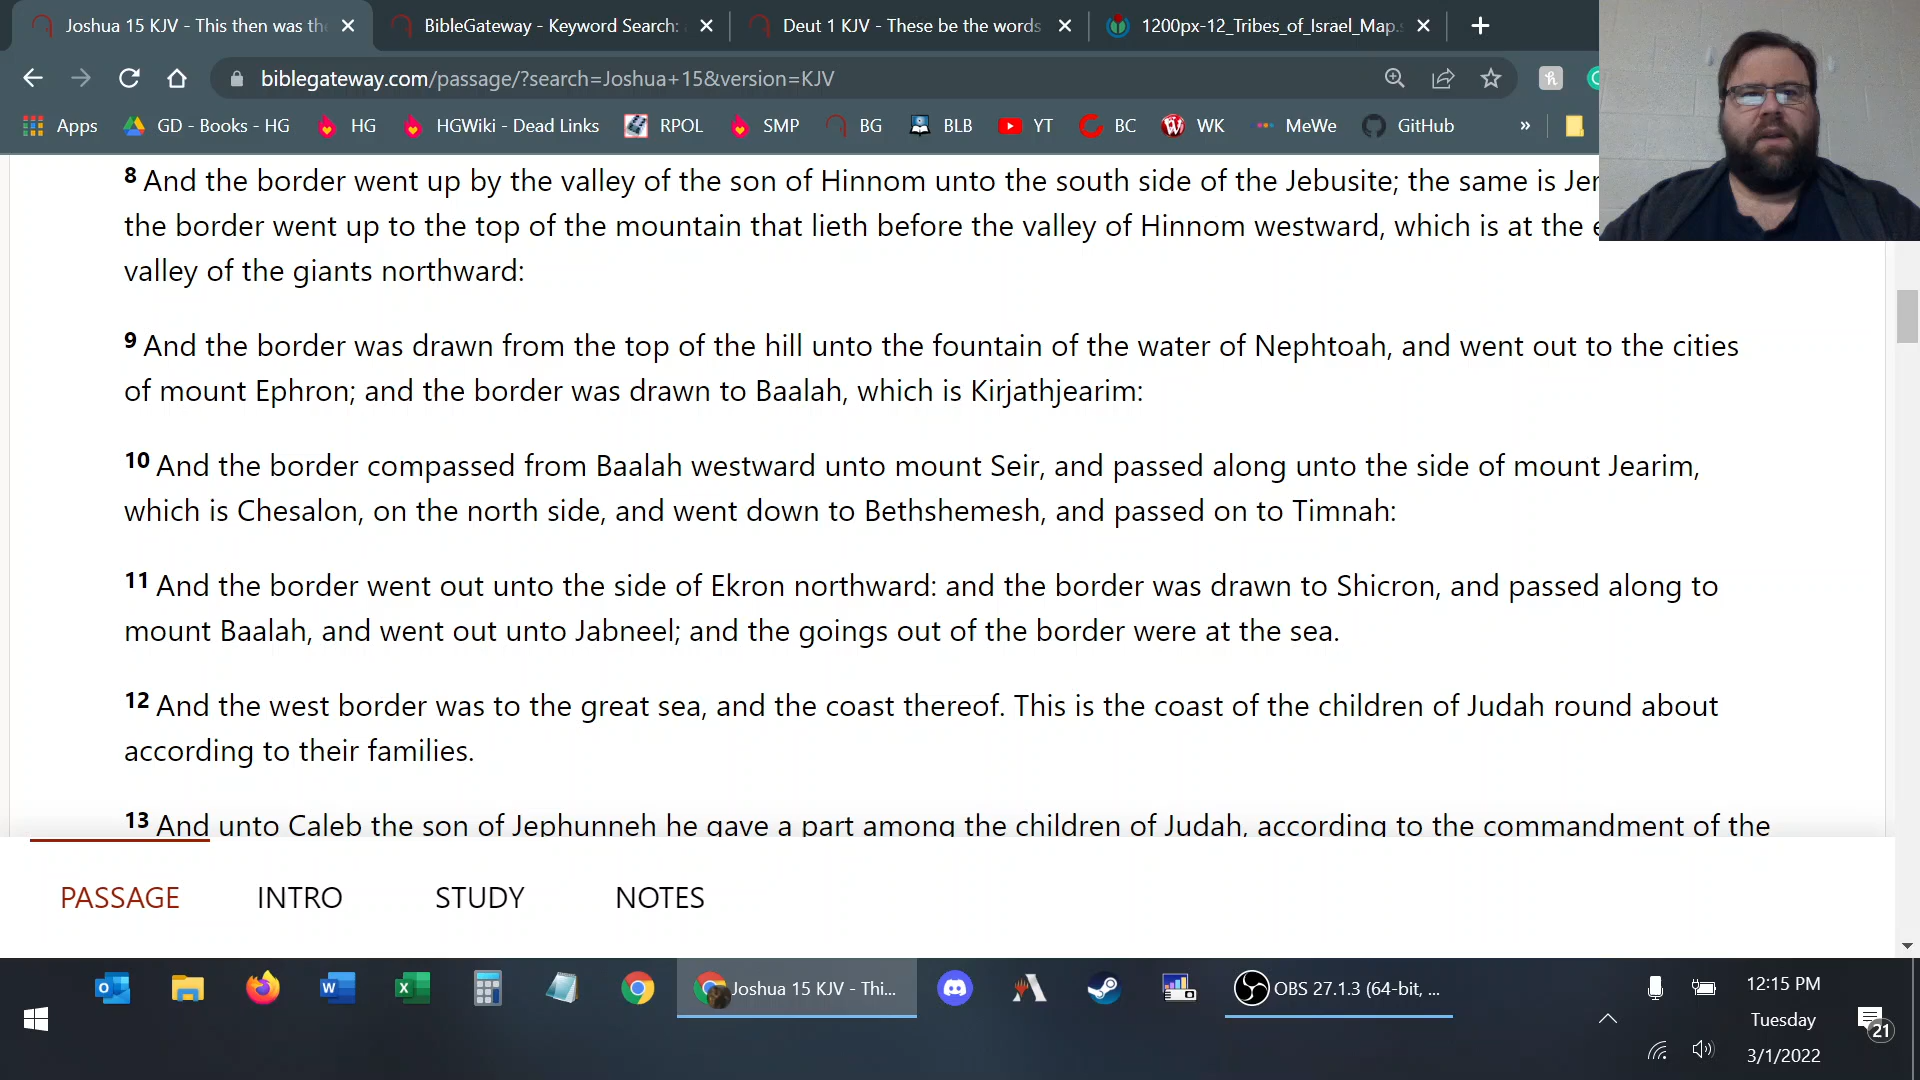 Joshua 15 KJV - This then was the
BibleGateway - Keyword Search:
Deut 1 KJV - These be the words
1200px-12_Tribes_of_Israel_Map.s
biblegateway.com/passage/?search=Joshua+15&version=KJV
Apps
GD - Books - HG
HG
HGWiki - Dead Links
RPOL
SMP
BG
BLB
YT
BC
WK
MeWe
GitHub
»
8 And the border went up by the valley of the son of Hinnom unto the south side of the Jebusite; the same is Jer
the border went up to the top of the mountain that lieth before the valley of Hinnom westward, which is at the e
valley of the giants northward:
9 And the border was drawn from the top of the hill unto the fountain of the water of Nephtoah, and went out to the cities
of mount Ephron; and the border was drawn to Baalah, which is Kirjathjearim:
10 And the border compassed from Baalah westward unto mount Seir, and passed along unto the side of mount Jearim,
which is Chesalon, on the north side, and went down to Bethshemesh, and passed on to Timnah:
11 And the border went out unto the side of Ekron northward: and the border was drawn to Shicron, and passed along to
mount Baalah, and went out unto Jabneel; and the goings out of the border were at the sea.
12 And the west border was to the great sea, and the coast thereof. This is the coast of the children of Judah round about
according to their families.
13 And unto Caleb the son of Jephunneh he gave a part among the children of Judah, according to the commandment of the
PASSAGE
INTRO
STUDY
NOTES
Joshua 15 KJV - Thi...
OBS 27.1.3 (64-bit, ...
12:15 PM
Tuesday
3/1/2022
21